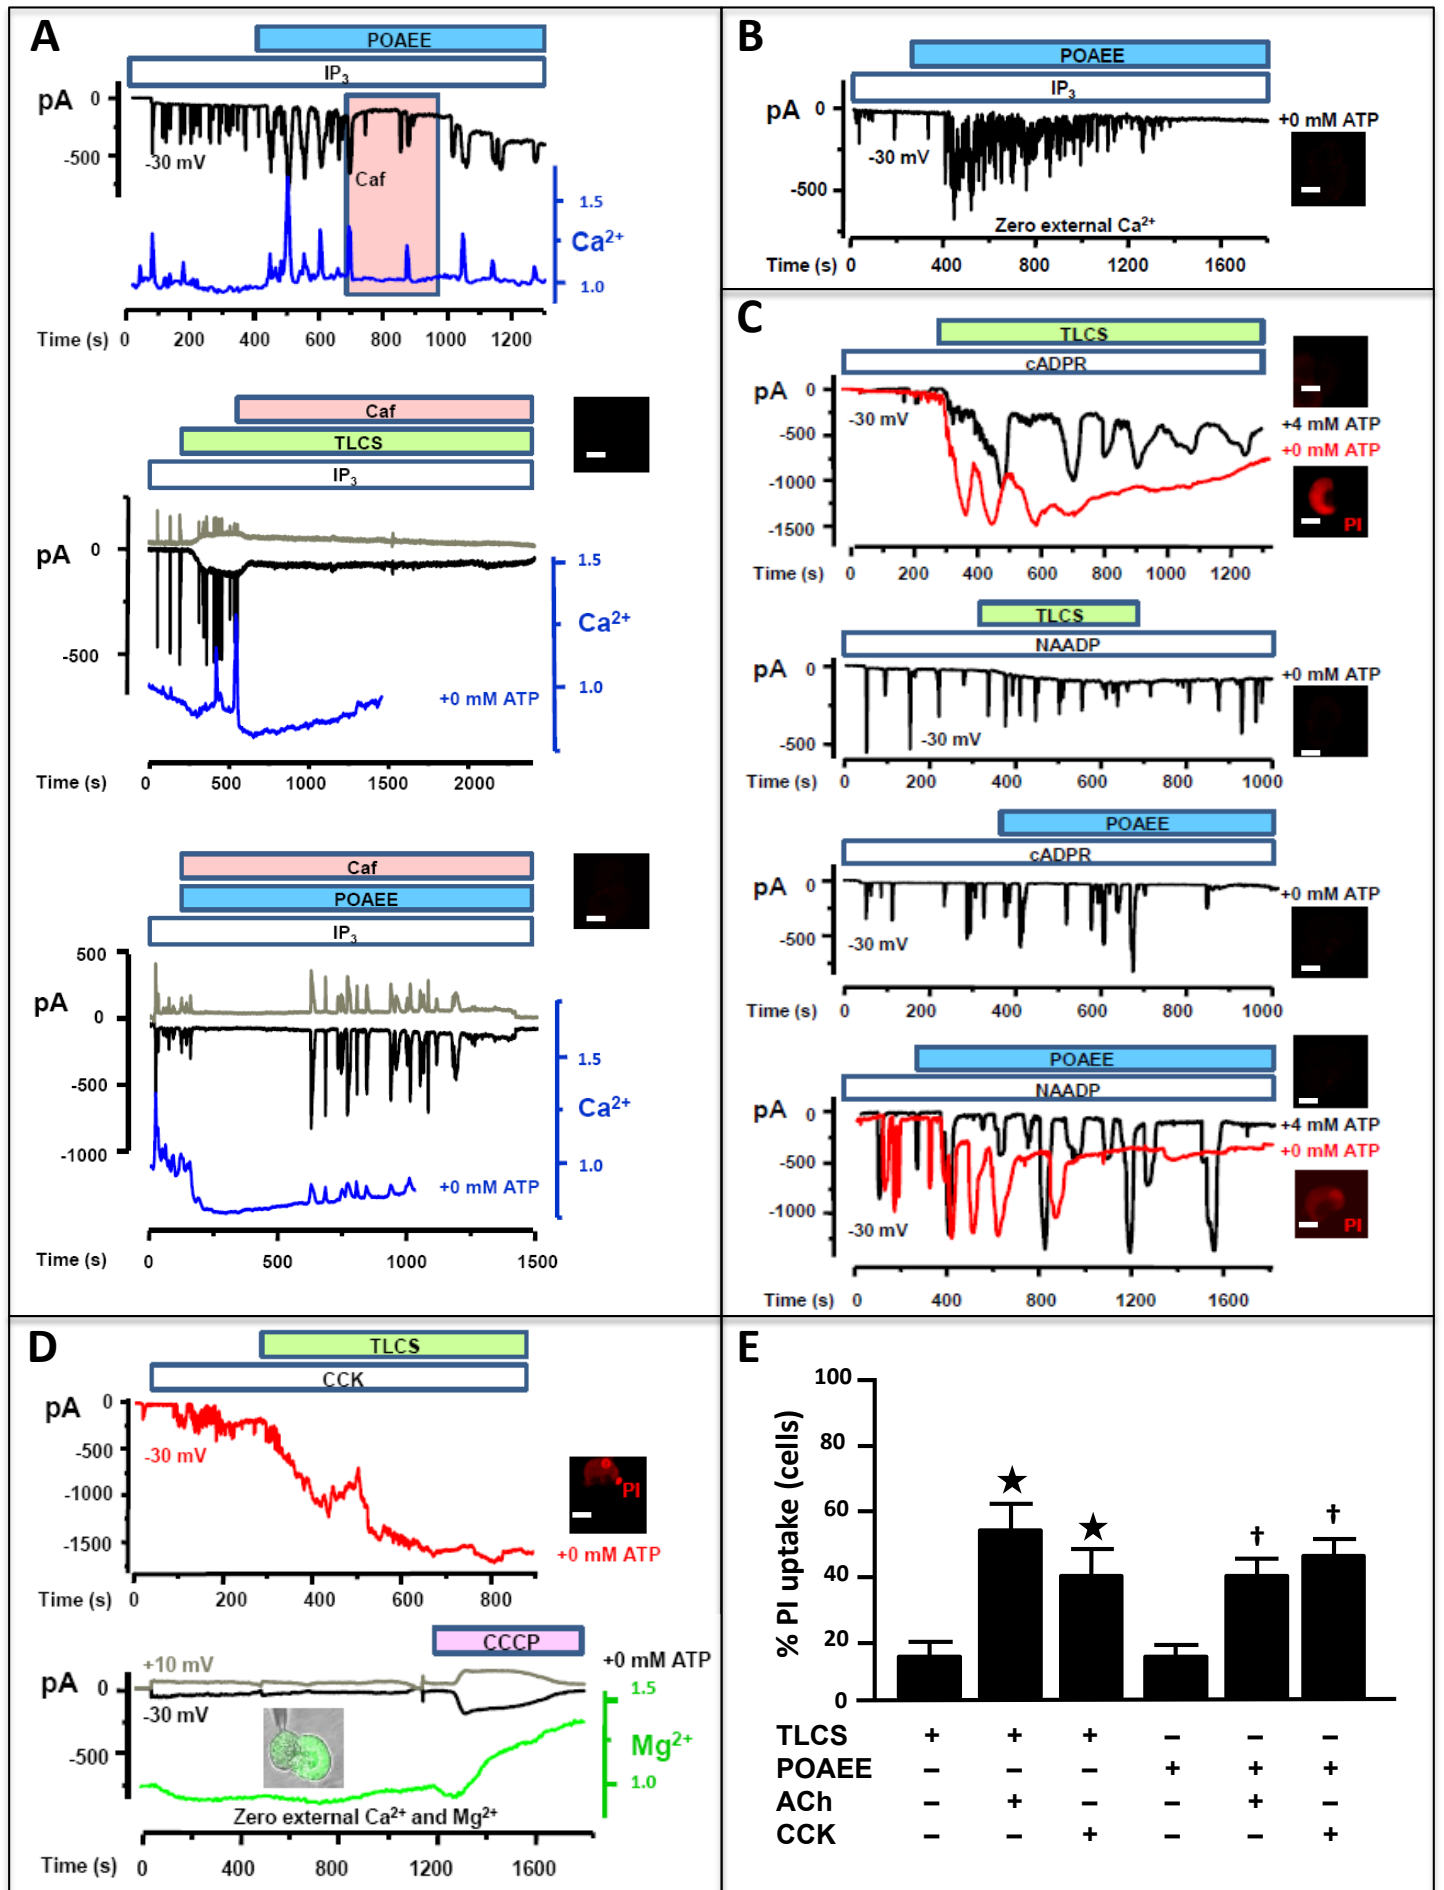 A
POAEE
IP3
pA
0
-500
-30 mV
Caf
1.5
Ca2+
1.0
Time (s) 0 200 400 600 800 1000 1200
Caf
TLCS
IP3
pA
0
-500
1.5
Ca2+
1.0
+0 mM ATP
Time (s) 0 500 1000 1500 2000
Caf
POAEE
IP3
500
pA
0
-500
-1000
1.5
Ca2+
1.0
+0 mM ATP
Time (s) 0 500 1000 1500
B
POAEE
IP3
pA 0
-500
-30 mV
+0 mM ATP
Zero external Ca2+
Time (s) 0 400 800 1200 1600
C
TLCS
cADPR
pA 0
-500
-1000
-1500
-30 mV
+4 mM ATP
+0 mM ATP
PI
Time (s) 0 200 400 600 800 1000 1200
TLCS
NAADP
pA 0
-500
-30 mV
+0 mM ATP
Time (s) 0 200 400 600 800 1000
POAEE
cADPR
pA 0
-500
-30 mV
+0 mM ATP
Time (s) 0 200 400 600 800 1000
POAEE
NAADP
pA 0
-500
-1000
-30 mV
+4 mM ATP
+0 mM ATP
PI
Time (s) 0 400 800 1200 1600
D
TLCS
CCK
pA 0
-500
-1000
-1500
-30 mV
PI
+0 mM ATP
Time (s) 0 200 400 600 800
CCCP
+10 mV
+0 mM ATP
pA 0
-30 mV
-500
1.5
Mg2+
1.0
Zero external Ca2+ and Mg2+
Time (s) 0 400 800 1200 1600
E
% PI uptake (cells)
100
80
60
40
20
0
★ ★ † †
TLCS + + + – – –
POAEE – – – + + +
ACh – + – – + –
CCK – – + – – +